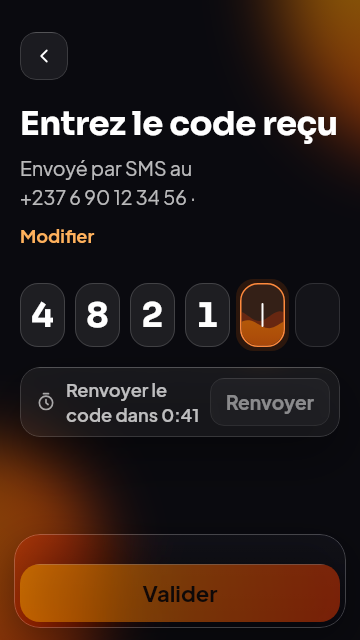 Entrez le code reçu
Envoyé par SMS au
+237 6 90 12 34 56 ·
Modifier
4 8 2 1
Renvoyer le
code dans 0:41
Renvoyer
Valider